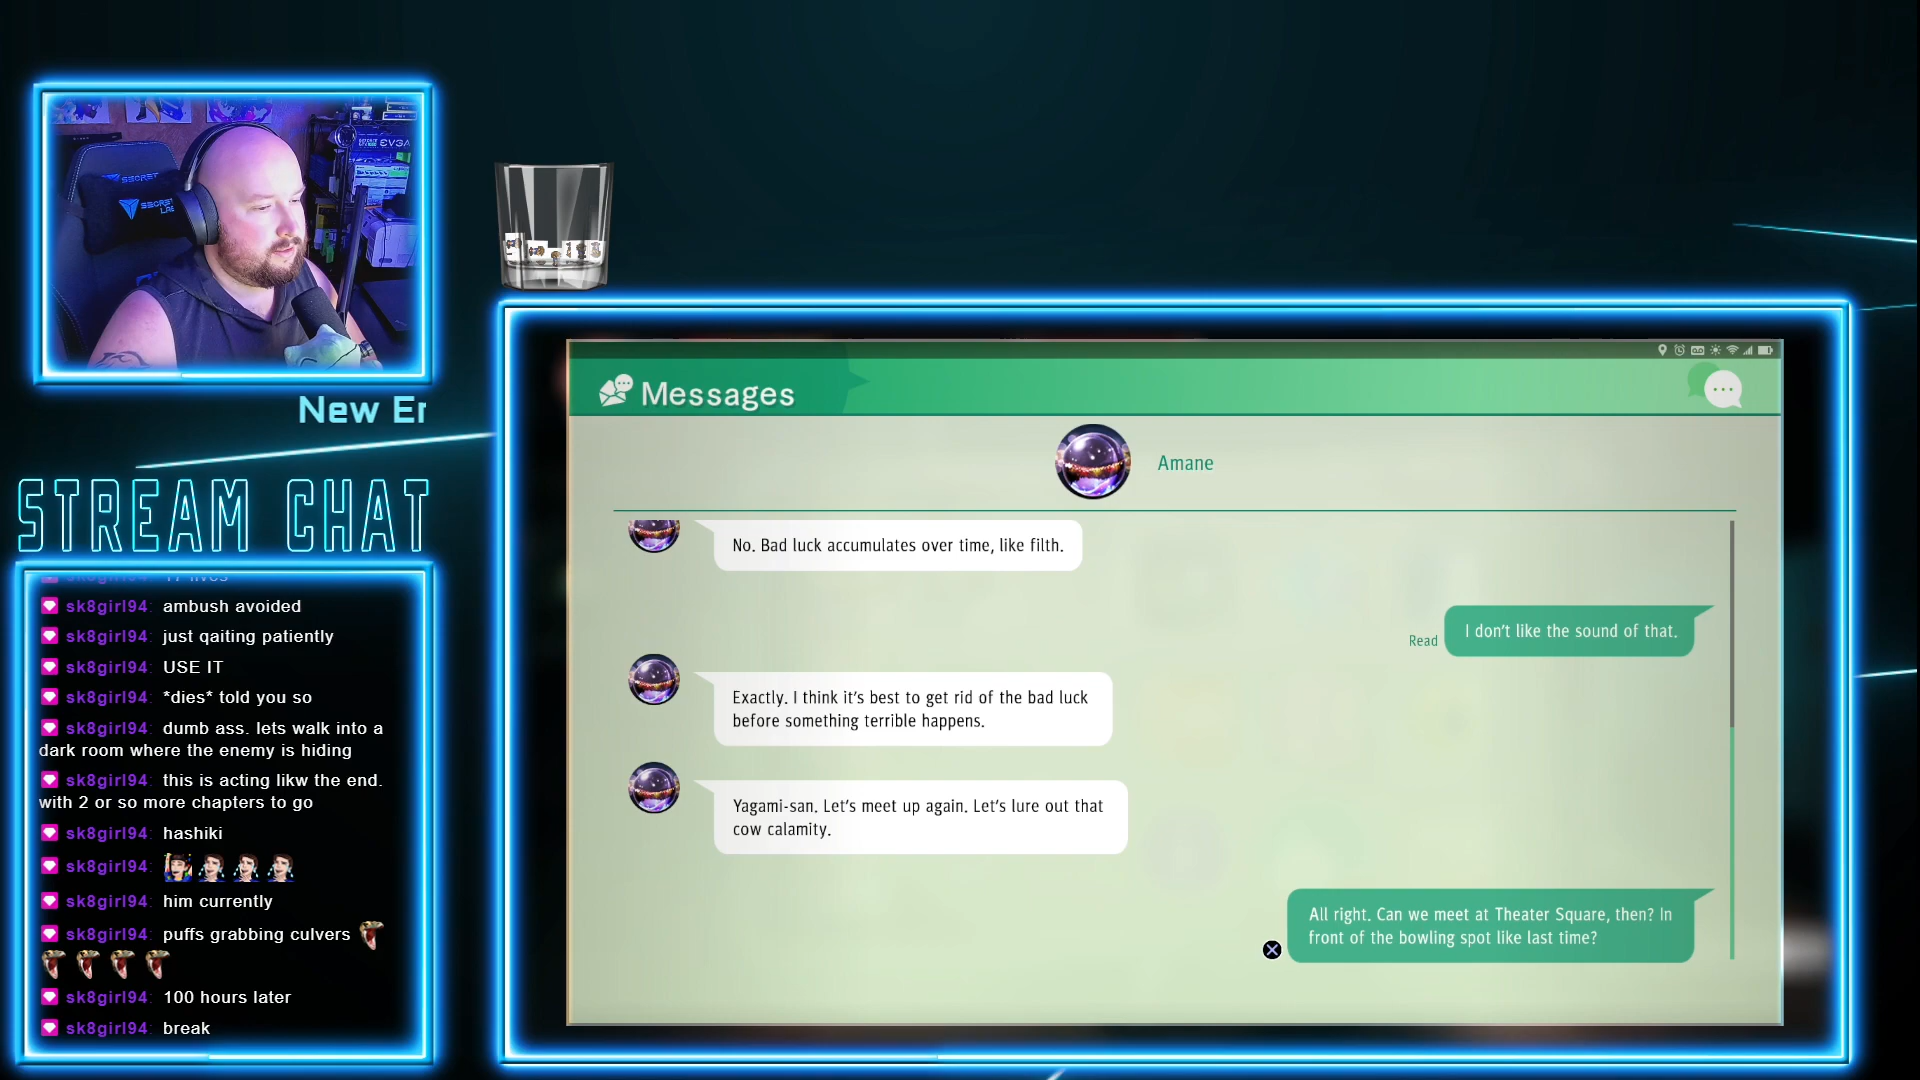 SECRET
SECRET
LAB
EVGA
New Er
STREAM CHAT
sk8girl94: ambush avoided
sk8girl94: just qaiting patiently
sk8girl94: USE IT
sk8girl94: *dies* told you so
sk8girl94: dumb ass. lets walk into a
dark room where the enemy is hiding
sk8girl94: this is acting likw the end.
with 2 or so more chapters to go
sk8girl94: hashiki
sk8girl94:
sk8girl94: him currently
sk8girl94: puffs grabbing culvers
sk8girl94: 100 hours later
sk8girl94: break
Messages
Amane
No. Bad luck accumulates over time, like filth.
I don't like the sound of that.
Read
Exactly. I think it's best to get rid of the bad luck
before something terrible happens.
Yagami-san. Let's meet up again. Let's lure out that
cow calamity.
All right. Can we meet at Theater Square, then? In
front of the bowling spot like last time?